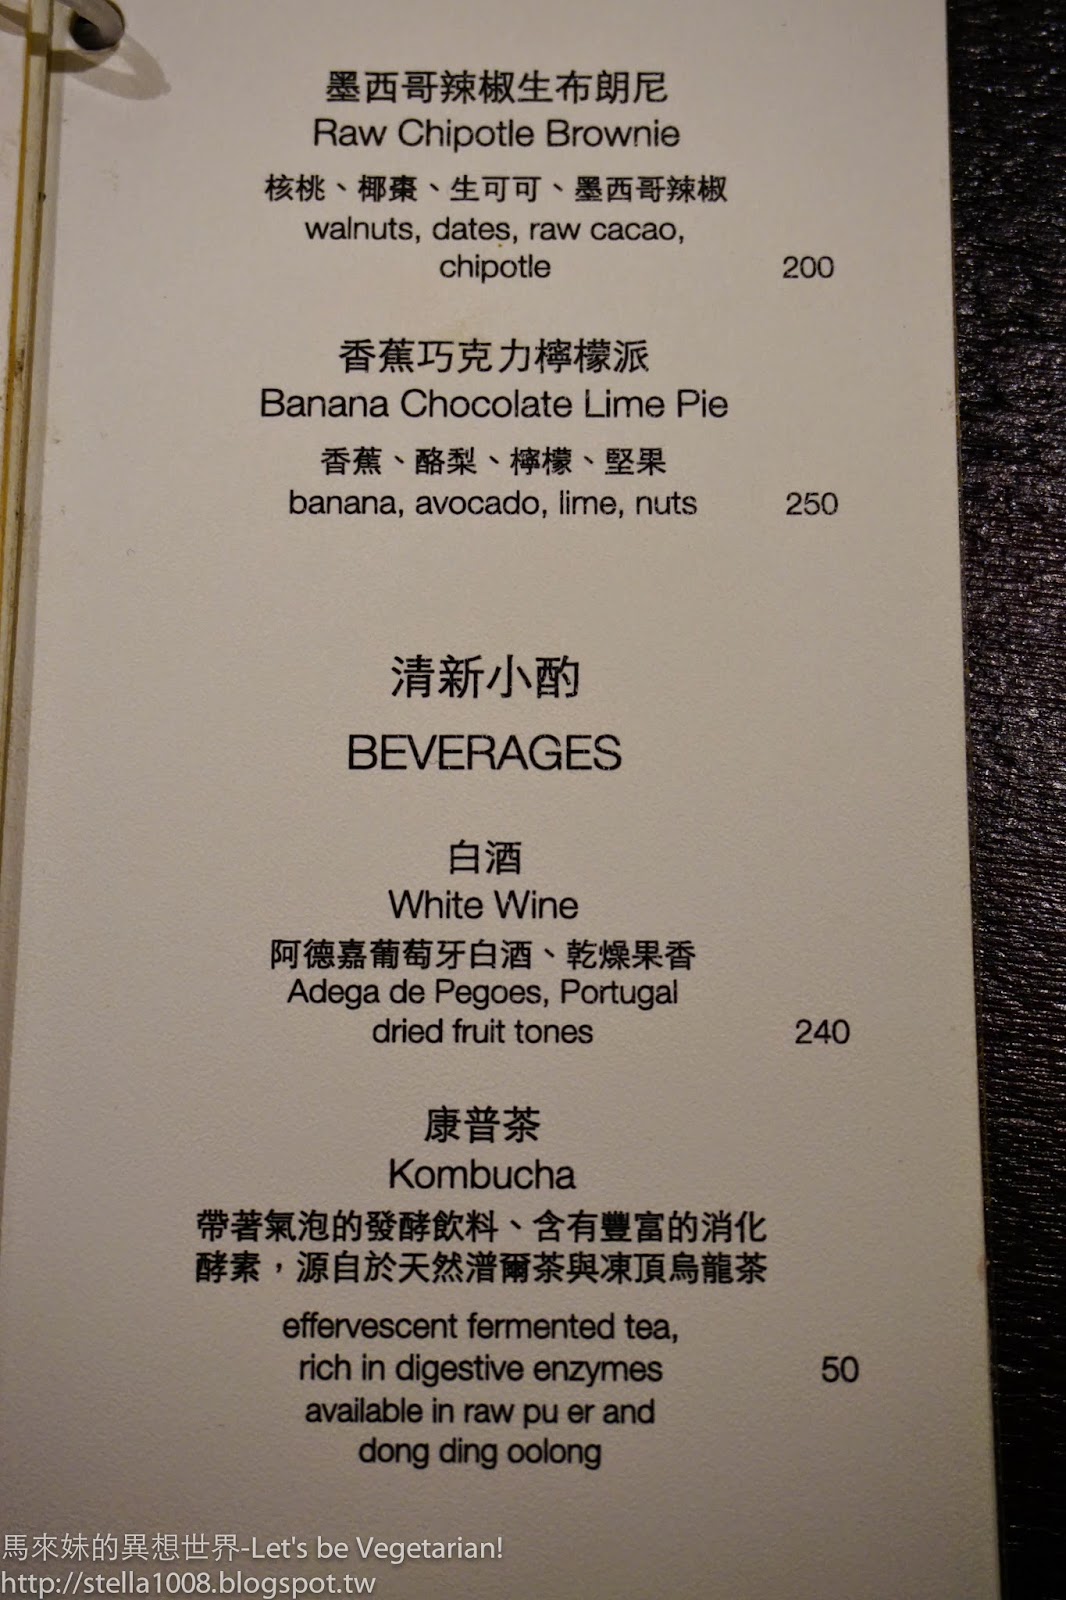 墨西哥辣椒生布朗尼
Raw Chipotle Brownie
核桃、椰棗、生可可、墨西哥辣椒
walnuts, dates, raw cacao,
chipotle 200
香蕉巧克力檸檬派
Banana Chocolate Lime Pie
香蕉、酪梨、檸檬、堅果
banana, avocado, lime, nuts 250
清新小酌
BEVERAGES
白酒
White Wine
阿德嘉葡萄牙白酒、乾燥果香
Adega de Pegoes, Portugal
dried fruit tones 240
康普茶
Kombucha
帶著氣泡的發酵飲料、含有豐富的消化
酵素，源自於天然潽爾茶與凍頂烏龍茶
effervescent fermented tea,
rich in digestive enzymes 50
available in raw pu er and
dong ding oolong
馬來妹的異想世界-Let's be Vegetarian!
http://stella1008.blogspot.tw